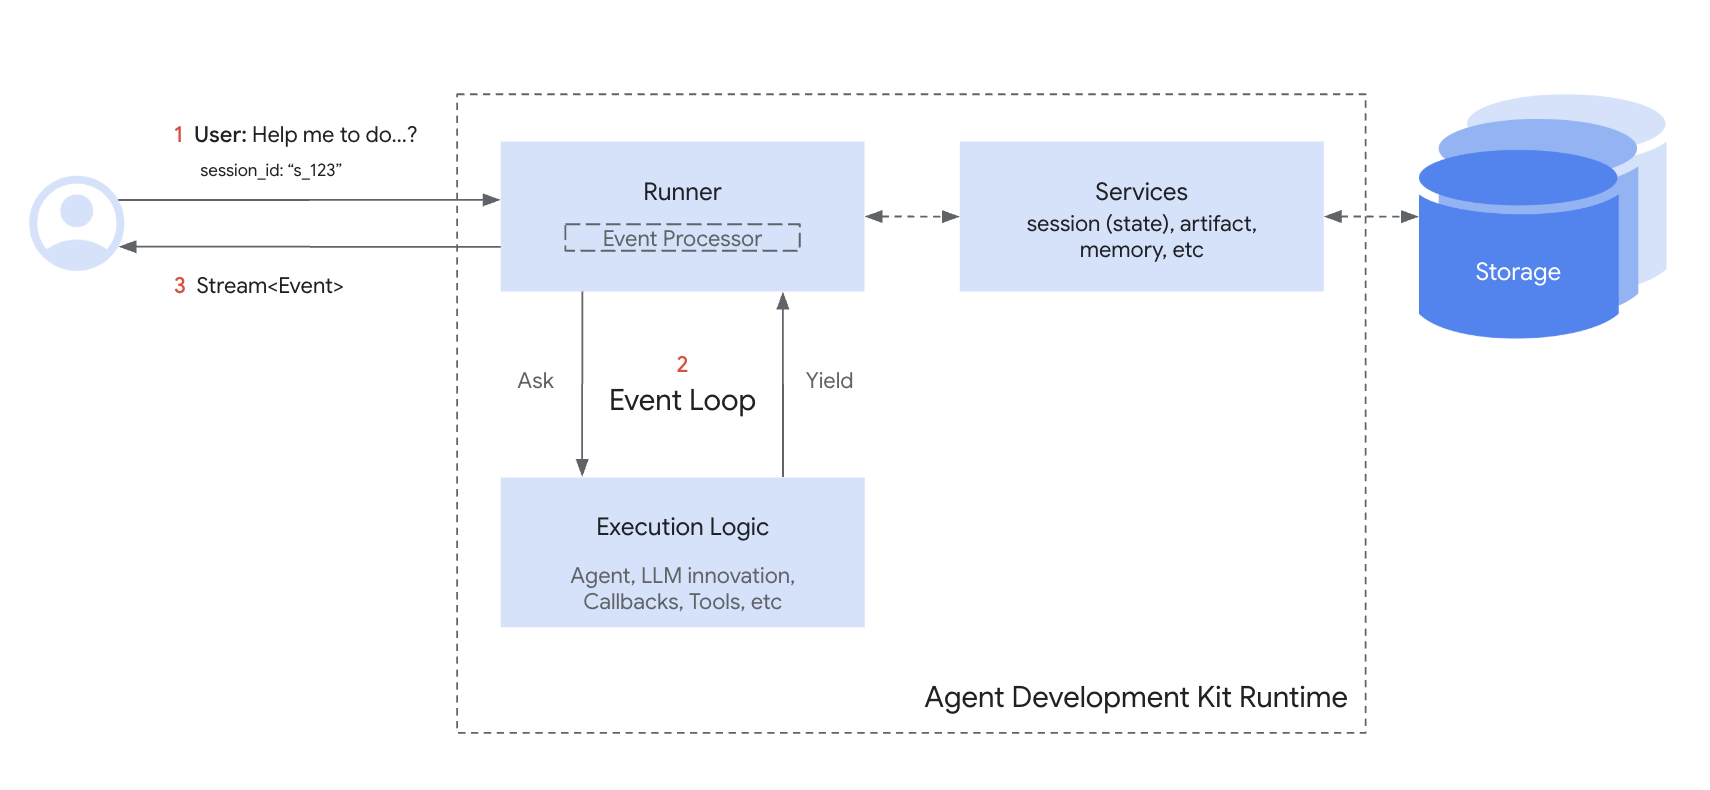 1 User: Help me to do...?
session_id: “s_123”
3 Stream<Event>
Runner
Event Processor
Services
session (state), artifact,
memory, etc
Storage
Ask
2
Event Loop
Yield
Execution Logic
Agent, LLM innovation,
Callbacks, Tools, etc
Agent Development Kit Runtime